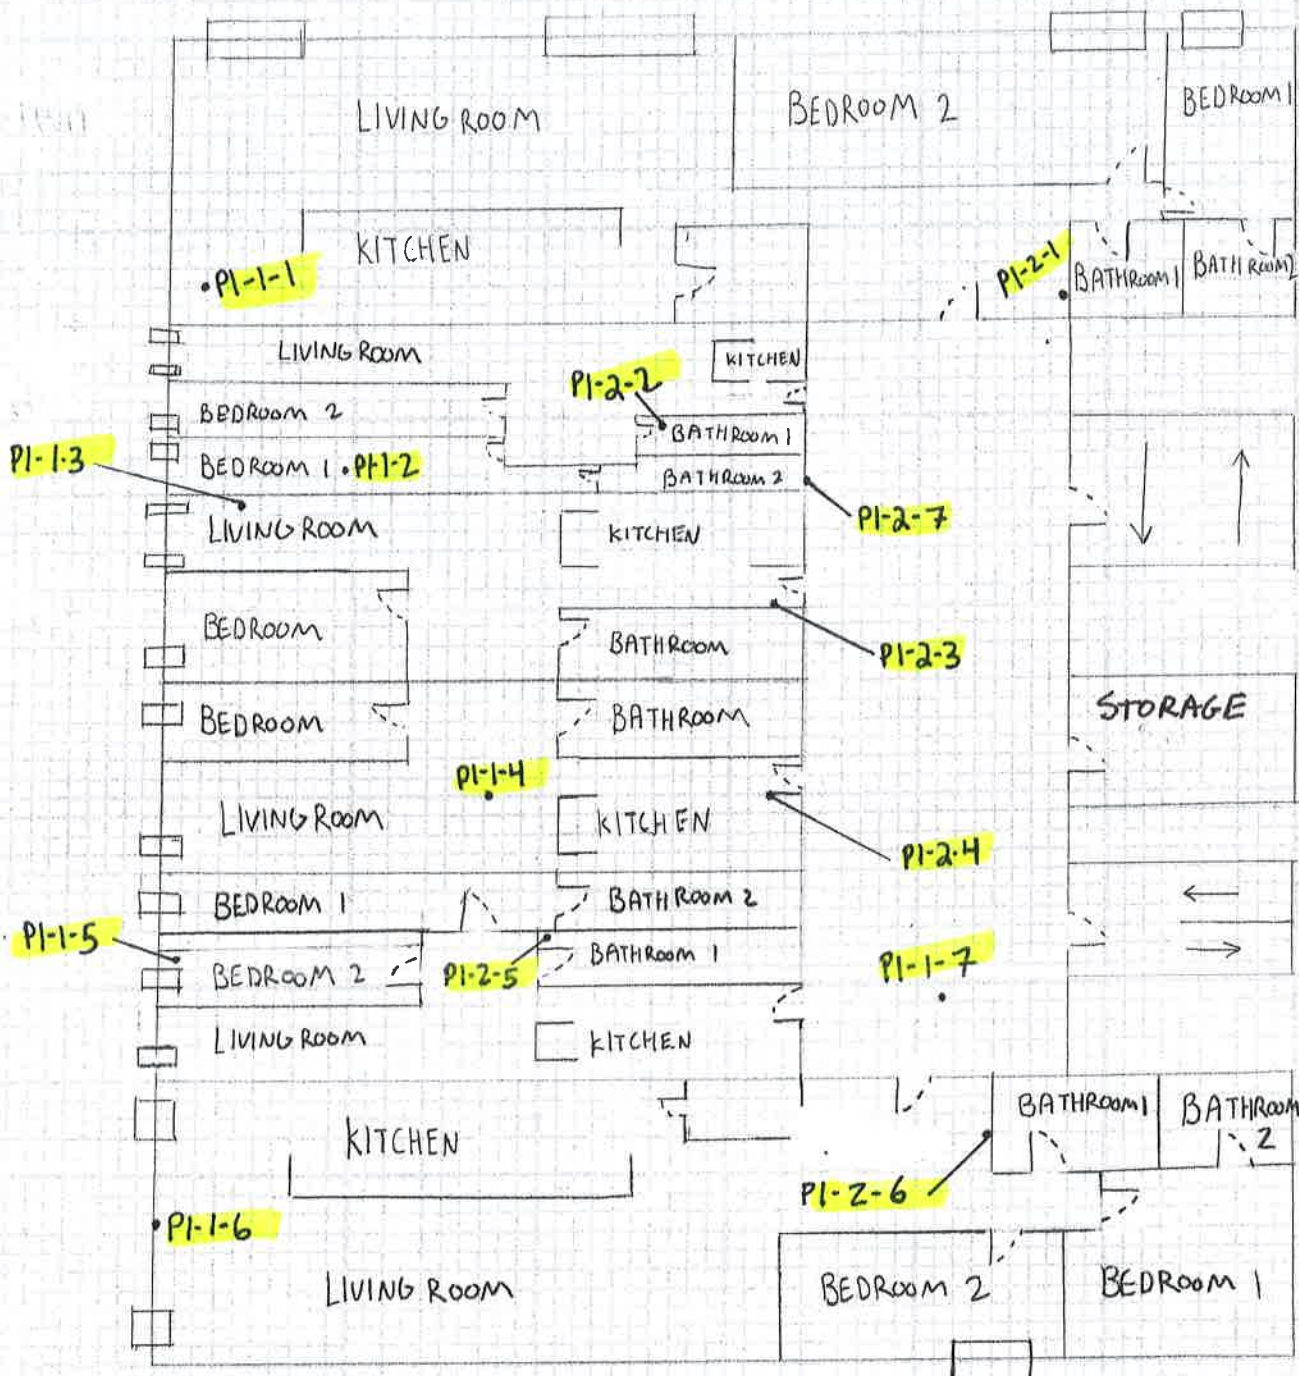 LIVING ROOM
BEDROOM 2
BEDROOM 1
KITCHEN
P1-1-1
P1-2-1
BATHROOM 1
BATHROOM 2
LIVING ROOM
KITCHEN
P1-2-2
BEDROOM 2
BATHROOM 1
P1-1-3
BEDROOM 1
P1-1-2
BATHROOM 2
LIVING ROOM
KITCHEN
P1-2-7
BEDROOM
BATHROOM
P1-2-3
BEDROOM
BATHROOM
STORAGE
P1-1-4
LIVING ROOM
KITCHEN
P1-2-4
BEDROOM 1
BATHROOM 2
P1-1-5
BEDROOM 2
P1-2-5
BATHROOM 1
P1-1-7
LIVING ROOM
KITCHEN
KITCHEN
BATHROOM 1
BATHROOM
2
P1-2-6
P1-1-6
LIVING ROOM
BEDROOM 2
BEDROOM 1